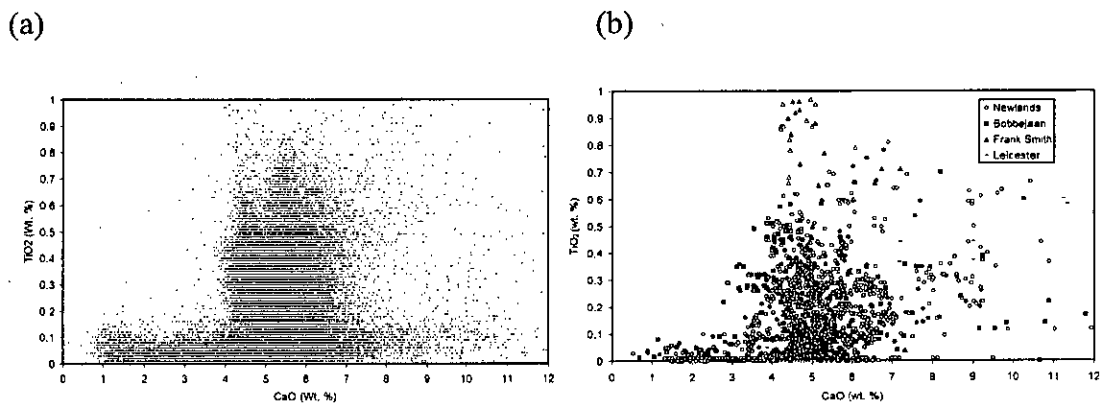 (a)
(b)
TiO2 (Wt. %)
1
0.9
0.8
0.7
0.6
0.5
0.4
0.3
0.2
0.1
0
0 1 2 3 4 5 6 7 8 9 10 11 12
CaO (Wt. %)
TiO₂ (wt. %)
1
0.9
0.8
0.7
0.6
0.5
0.4
0.3
0.2
0.1
0
Newlands
Bobbejaan
Frank Smith
Leicester
0 1 2 3 4 5 6 7 8 9 10 11 12
CaO (wt. %)